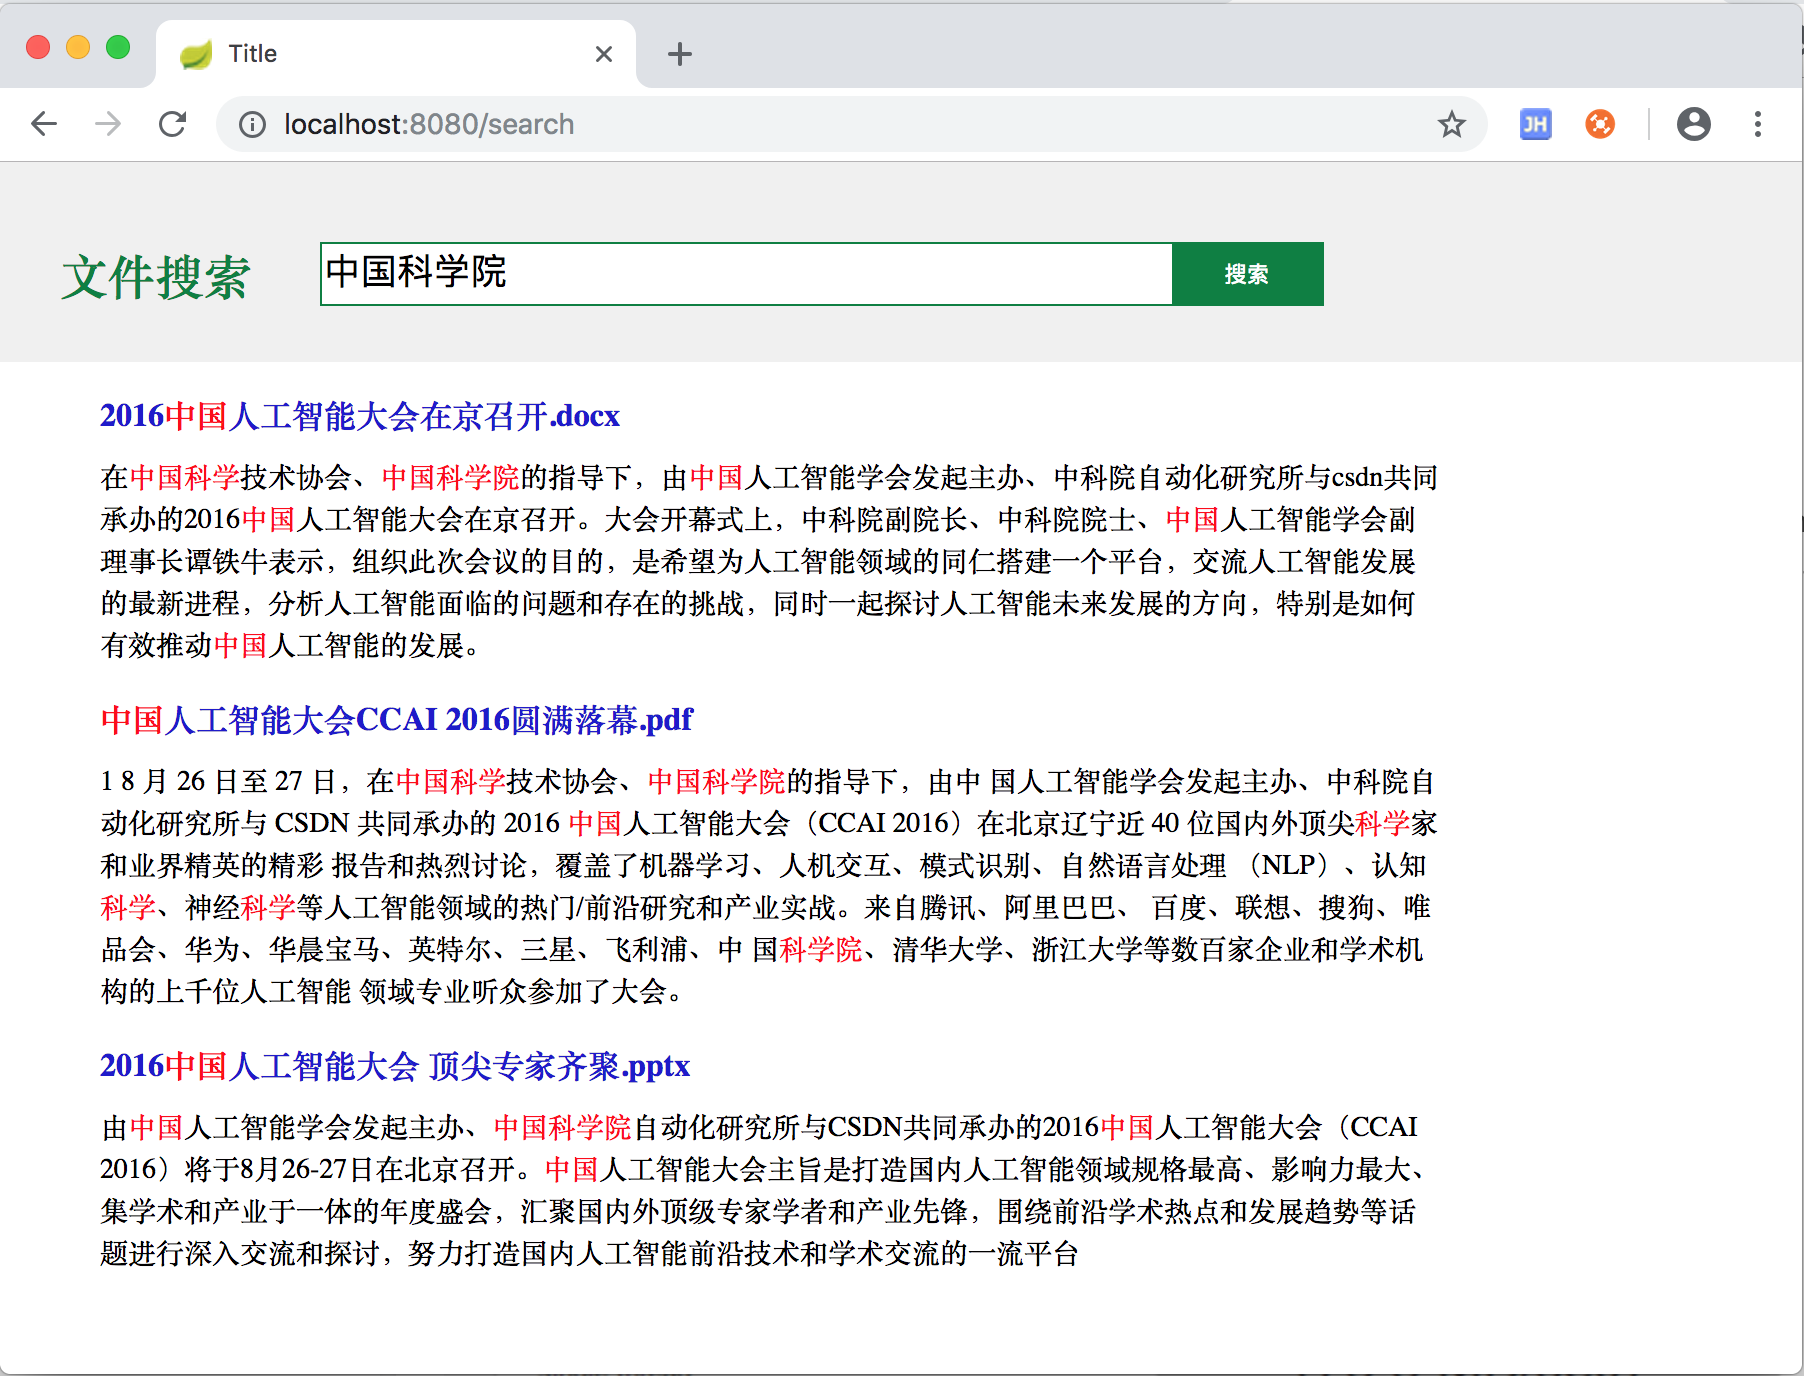 Title
localhost:8080/search
JH
文件搜索
中国科学院
搜索
2016中国人工智能大会在京召开.docx
在中国科学技术协会、中国科学院的指导下，由中国人工智能学会发起主办、中科院自动化研究所与csdn共同
承办的2016中国人工智能大会在京召开。大会开幕式上，中科院副院长、中科院院士、中国人工智能学会副
理事长谭铁牛表示，组织此次会议的目的，是希望为人工智能领域的同仁搭建一个平台，交流人工智能发展
的最新进程，分析人工智能面临的问题和存在的挑战，同时一起探讨人工智能未来发展的方向，特别是如何
有效推动中国人工智能的发展。
中国人工智能大会CCAI 2016圆满落幕.pdf
1 8 月 26 日至 27 日，在中国科学技术协会、中国科学院的指导下，由中 国人工智能学会发起主办、中科院自
动化研究所与 CSDN 共同承办的 2016 中国人工智能大会（CCAI 2016）在北京辽宁近 40 位国内外顶尖科学家
和业界精英的精彩 报告和热烈讨论，覆盖了机器学习、人机交互、模式识别、自然语言处理 （NLP）、认知
科学、神经科学等人工智能领域的热门/前沿研究和产业实战。来自腾讯、阿里巴巴、 百度、联想、搜狗、唯
品会、华为、华晨宝马、英特尔、三星、飞利浦、中 国科学院、清华大学、浙江大学等数百家企业和学术机
构的上千位人工智能 领域专业听众参加了大会。
2016中国人工智能大会 顶尖专家齐聚.pptx
由中国人工智能学会发起主办、中国科学院自动化研究所与CSDN共同承办的2016中国人工智能大会（CCAI
2016）将于8月26-27日在北京召开。中国人工智能大会主旨是打造国内人工智能领域规格最高、影响力最大、
集学术和产业于一体的年度盛会，汇聚国内外顶级专家学者和产业先锋，围绕前沿学术热点和发展趋势等话
题进行深入交流和探讨，努力打造国内人工智能前沿技术和学术交流的一流平台